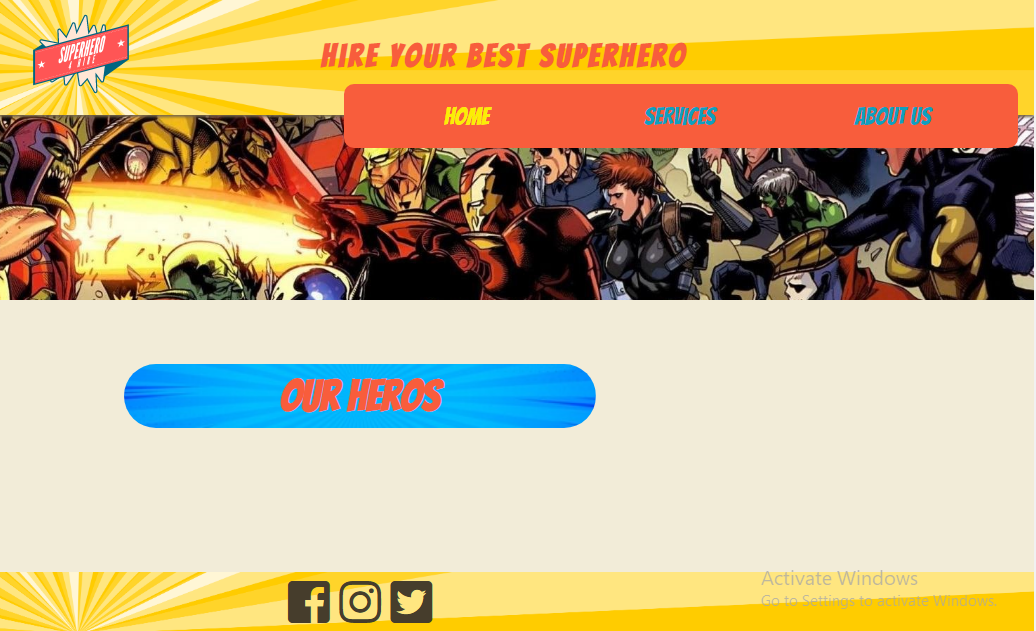 SUPERHERO
4 HIRE
HIRE YOUR BEST SUPERHERO
HOME
SERVICES
ABOUT US
OUR HEROS
Activate Windows
Go to Settings to activate Windows.